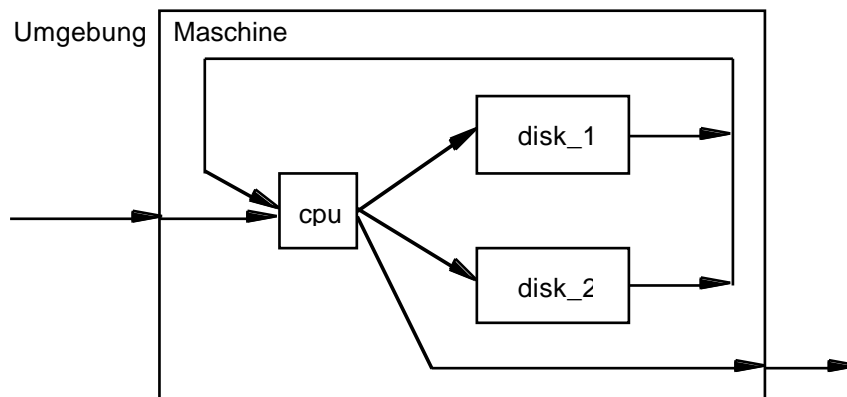 Umgebung
Maschine
disk_1
cpu
disk_2